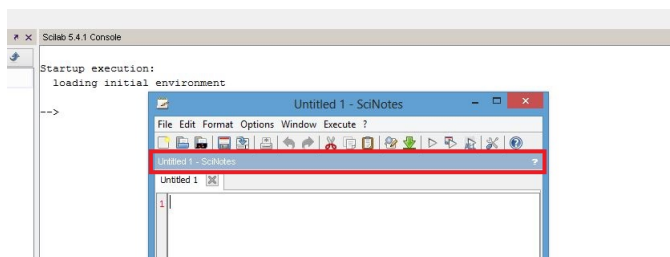 Scilab 5.4.1 Console
Startup execution:
loading initial environment
-->
Untitled 1 - SciNotes
File Edit Format Options Window Execute ?
Untitled 1 - SciNotes ?
Untitled 1
1